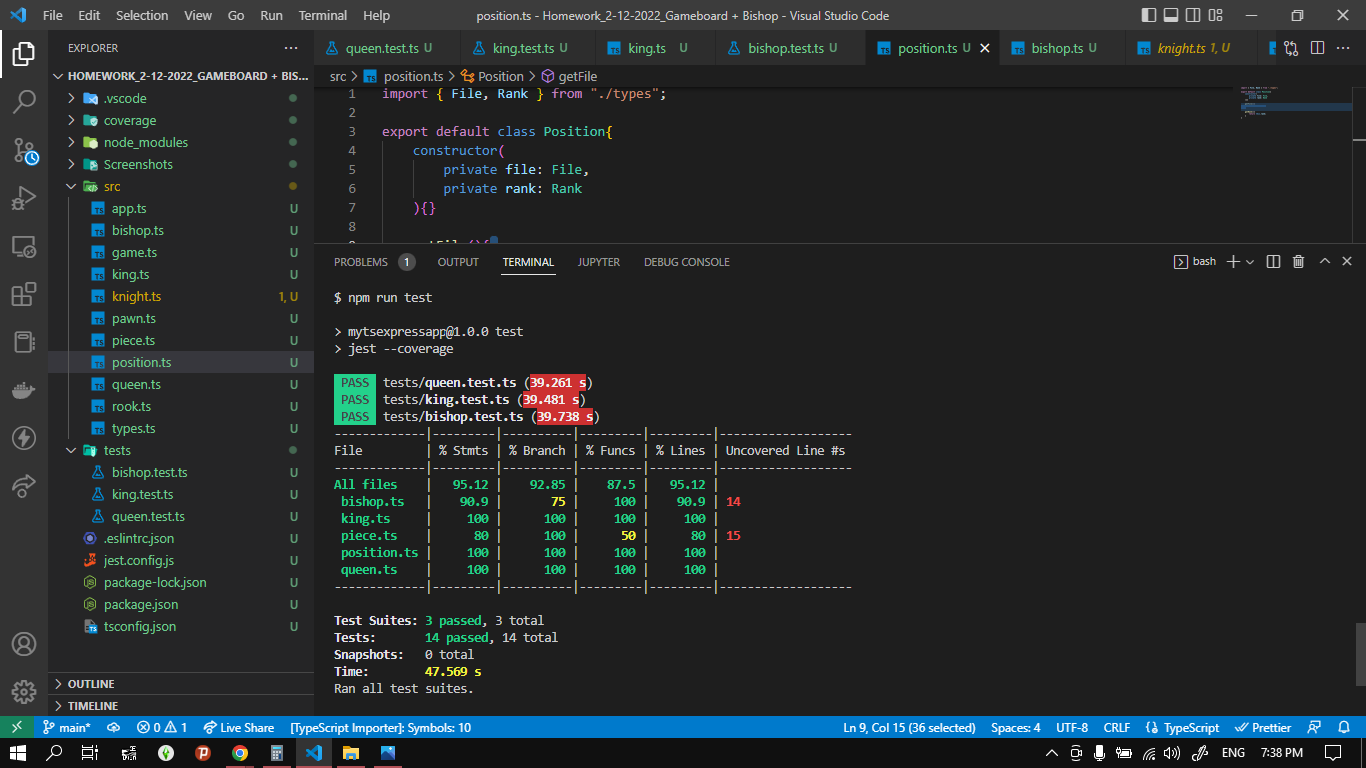 File Edit Selection View Go Run Terminal Help position.ts - Homework_2-12-2022_Gameboard + Bishop - Visual Studio Code
EXPLORER ···
queen.test.ts U king.test.ts U king.ts U bishop.test.ts U position.ts U bishop.ts U knight.ts 1, U
HOMEWORK_2-12-2022_GAMEBOARD + BIS...
.vscode
coverage
node_modules
Screenshots
src
app.ts U
bishop.ts U
game.ts U
king.ts U
knight.ts 1, U
pawn.ts U
piece.ts U
position.ts U
queen.ts U
rook.ts U
types.ts U
tests
bishop.test.ts U
king.test.ts U
queen.test.ts U
.eslintrc.json U
jest.config.js U
package-lock.json U
package.json U
tsconfig.json U
OUTLINE
TIMELINE
src > position.ts > Position > getFile
1 import { File, Rank } from "./types";
2
3 export default class Position{
4 constructor(
5 private file: File,
6 private rank: Rank
7 ){}
8
PROBLEMS 1 OUTPUT TERMINAL JUPYTER DEBUG CONSOLE bash
$ npm run test
> mytsexpressapp@1.0.0 test
> jest --coverage
PASS tests/queen.test.ts (39.261 s)
PASS tests/king.test.ts (39.481 s)
PASS tests/bishop.test.ts (39.738 s)
-------------|---------|----------|---------|---------|-------------------
File | % Stmts | % Branch | % Funcs | % Lines | Uncovered Line #s
-------------|---------|----------|---------|---------|-------------------
All files | 95.12 | 92.85 | 87.5 | 95.12 |
bishop.ts | 90.9 | 75 | 100 | 90.9 | 14
king.ts | 100 | 100 | 100 | 100 |
piece.ts | 80 | 100 | 50 | 80 | 15
position.ts | 100 | 100 | 100 | 100 |
queen.ts | 100 | 100 | 100 | 100 |
-------------|---------|----------|---------|---------|-------------------
Test Suites: 3 passed, 3 total
Tests: 14 passed, 14 total
Snapshots: 0 total
Time: 47.569 s
Ran all test suites.
main* 0 1 Live Share [TypeScript Importer]: Symbols: 10 Ln 9, Col 15 (36 selected) Spaces: 4 UTF-8 CRLF TypeScript Prettier
ENG 7:38 PM